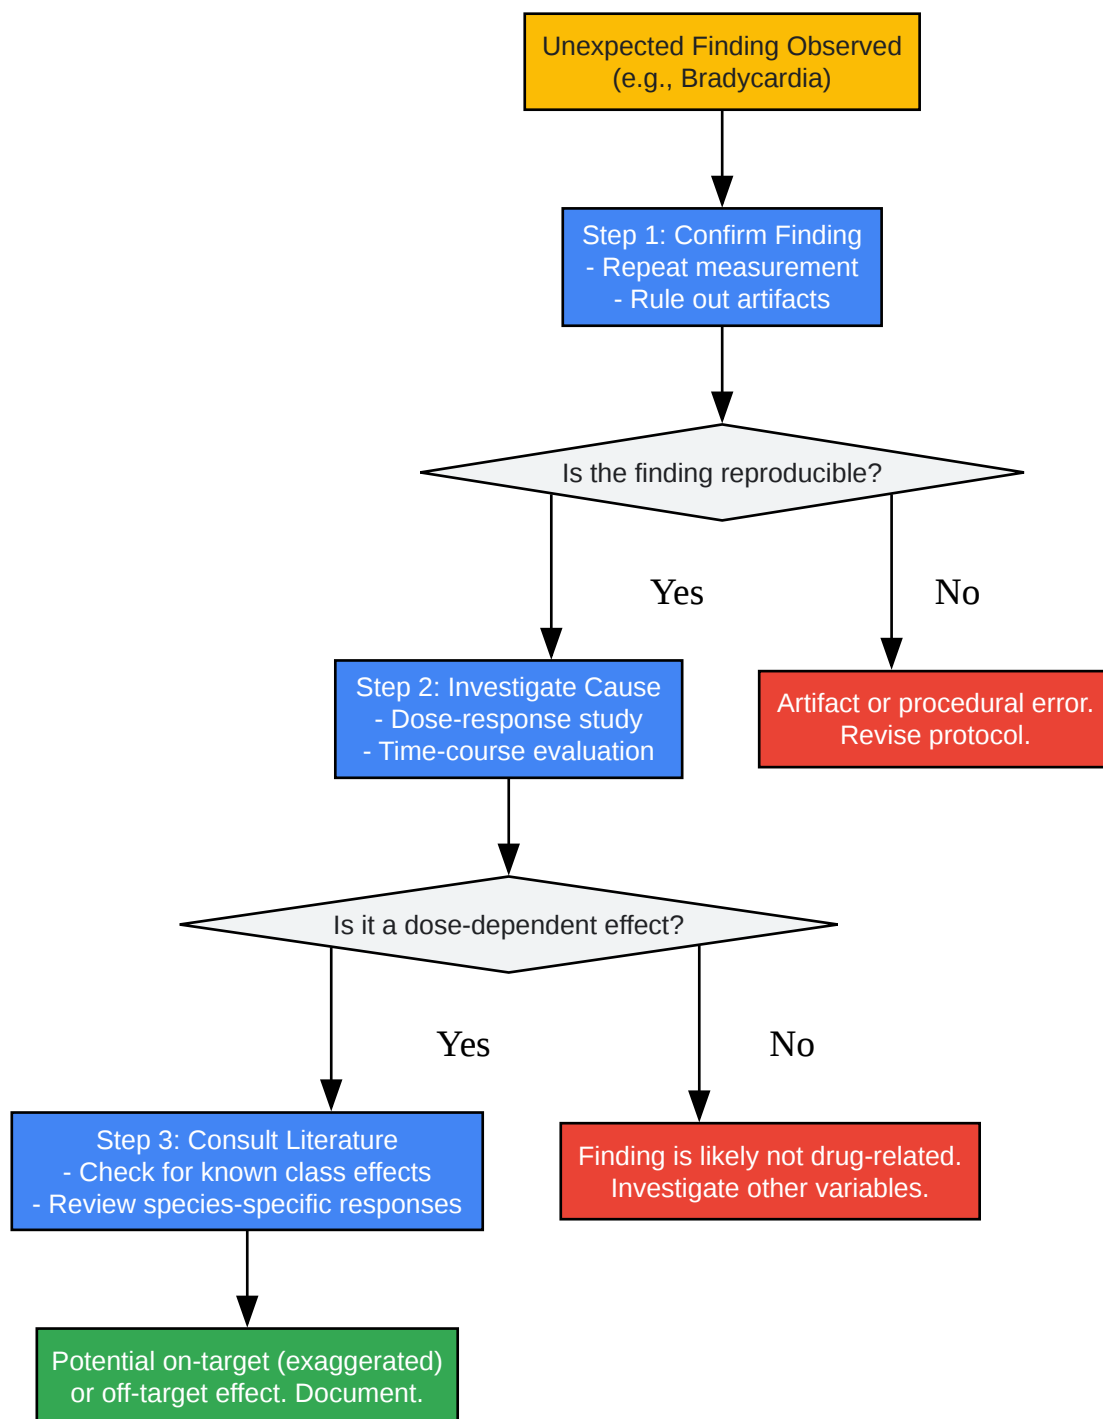 Unexpected Finding Observed
(e.g., Bradycardia)
Step 1: Confirm Finding
- Repeat measurement
- Rule out artifacts
Is the finding reproducible?
Yes
No
Step 2: Investigate Cause
- Dose-response study
- Time-course evaluation
Artifact or procedural error.
Revise protocol.
Is it a dose-dependent effect?
Yes
No
Step 3: Consult Literature
- Check for known class effects
- Review species-specific responses
Finding is likely not drug-related.
Investigate other variables.
Potential on-target (exaggerated)
or off-target effect. Document.